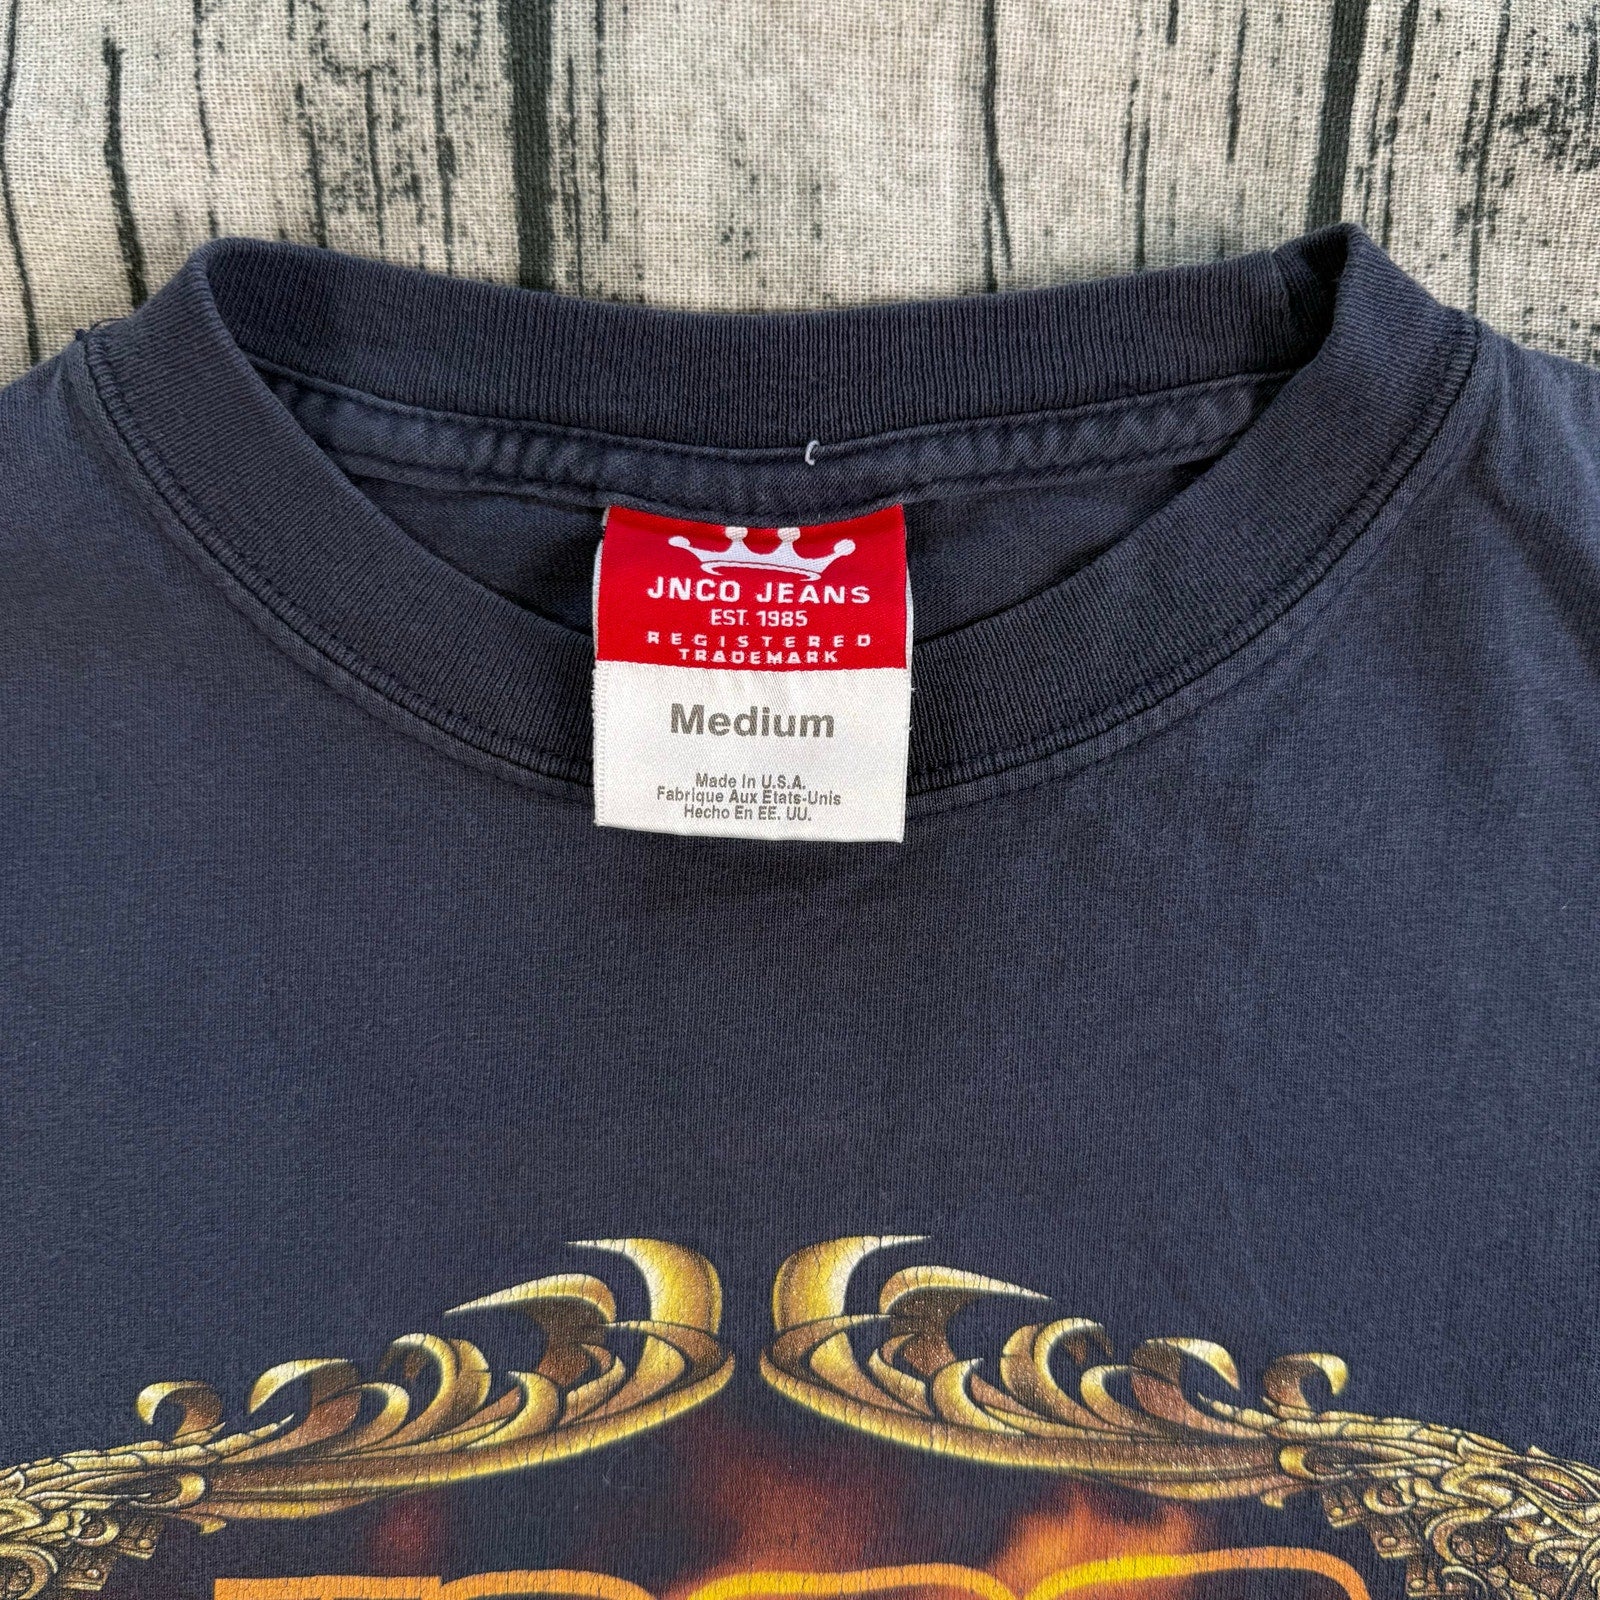 JNCO JEANS
EST. 1985
REGISTERED
TRADEMARK
Medium
Made In U.S.A.
Fabrique Aux Etats-Unis
Hecho En EE. UU.